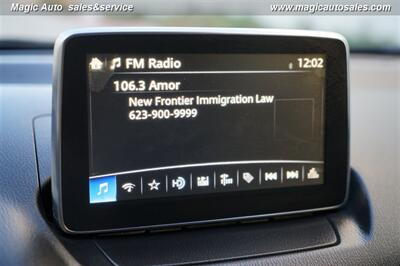 Magic Auto sales&service
www.magicautosales.com
FM Radio
12:02
106.3 Amor
New Frontier Immigration Law
623-900-9999